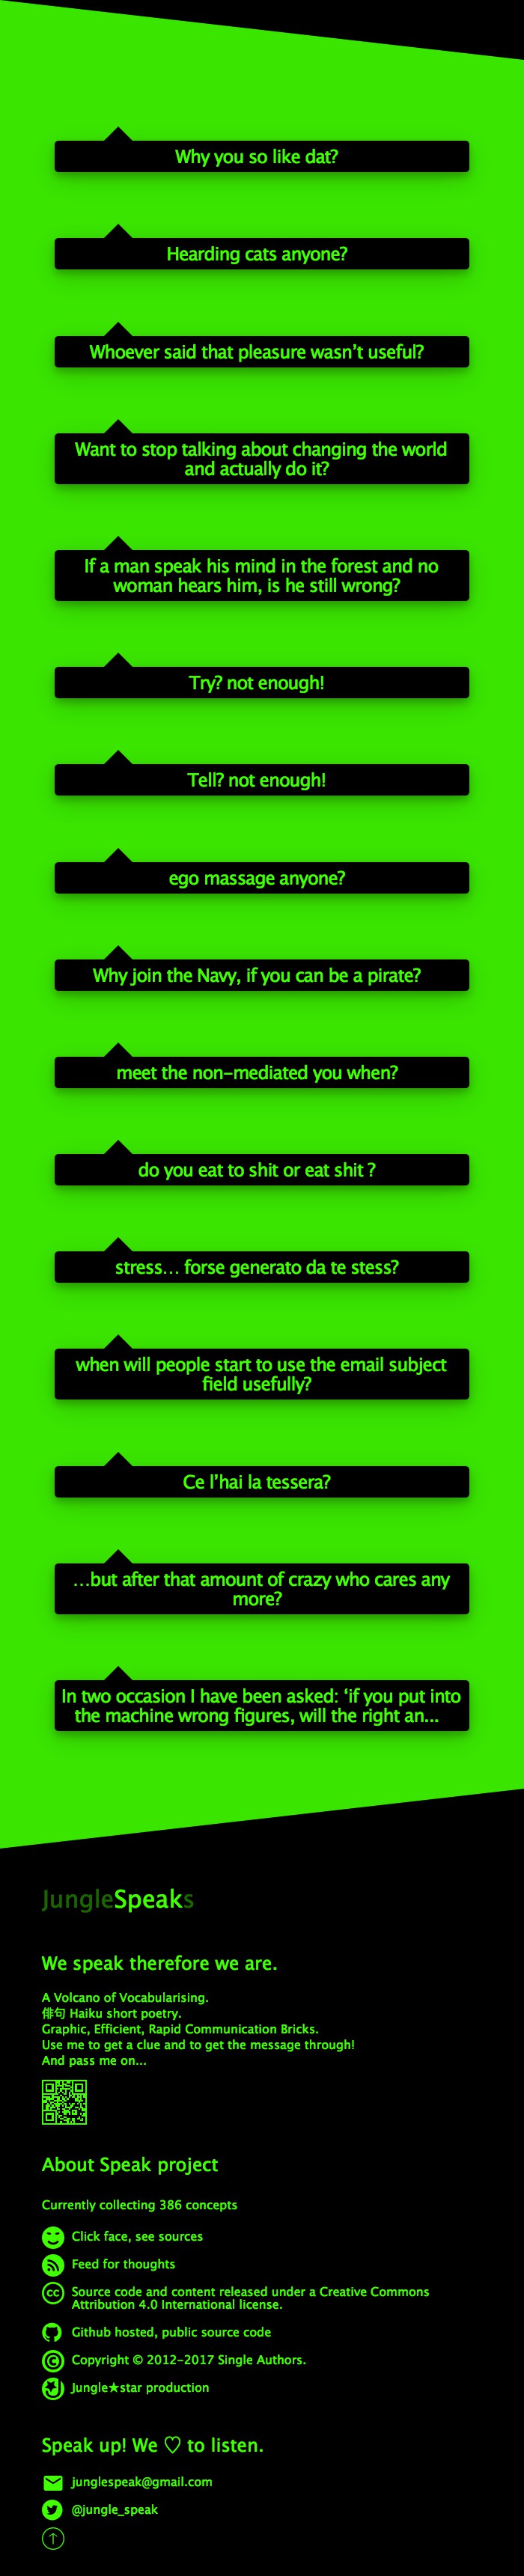 Why you so like dat?
Hearding cats anyone?
Whoever said that pleasure wasn’t useful?
Want to stop talking about changing the world
and actually do it?
If a man speak his mind in the forest and no
woman hears him, is he still wrong?
Try? not enough!
Tell? not enough!
ego massage anyone?
Why join the Navy, if you can be a pirate?
meet the non-mediated you when?
do you eat to shit or eat shit ?
stress… forse generato da te stess?
when will people start to use the email subject
field usefully?
Ce l’hai la tessera?
…but after that amount of crazy who cares any
more?
In two occasion I have been asked: ‘if you put into
the machine wrong figures, will the right an...
JungleSpeaks
We speak therefore we are.
A Volcano of Vocabularising.
俳句 Haiku short poetry.
Graphic, Efficient, Rapid Communication Bricks.
Use me to get a clue and to get the message through!
And pass me on...
About Speak project
Currently collecting 386 concepts
Click face, see sources
Feed for thoughts
Source code and content released under a Creative Commons
Attribution 4.0 International license.
Github hosted, public source code
Copyright © 2012-2017 Single Authors.
Jungle★star production
Speak up! We ♡ to listen.
junglespeak@gmail.com
@jungle_speak